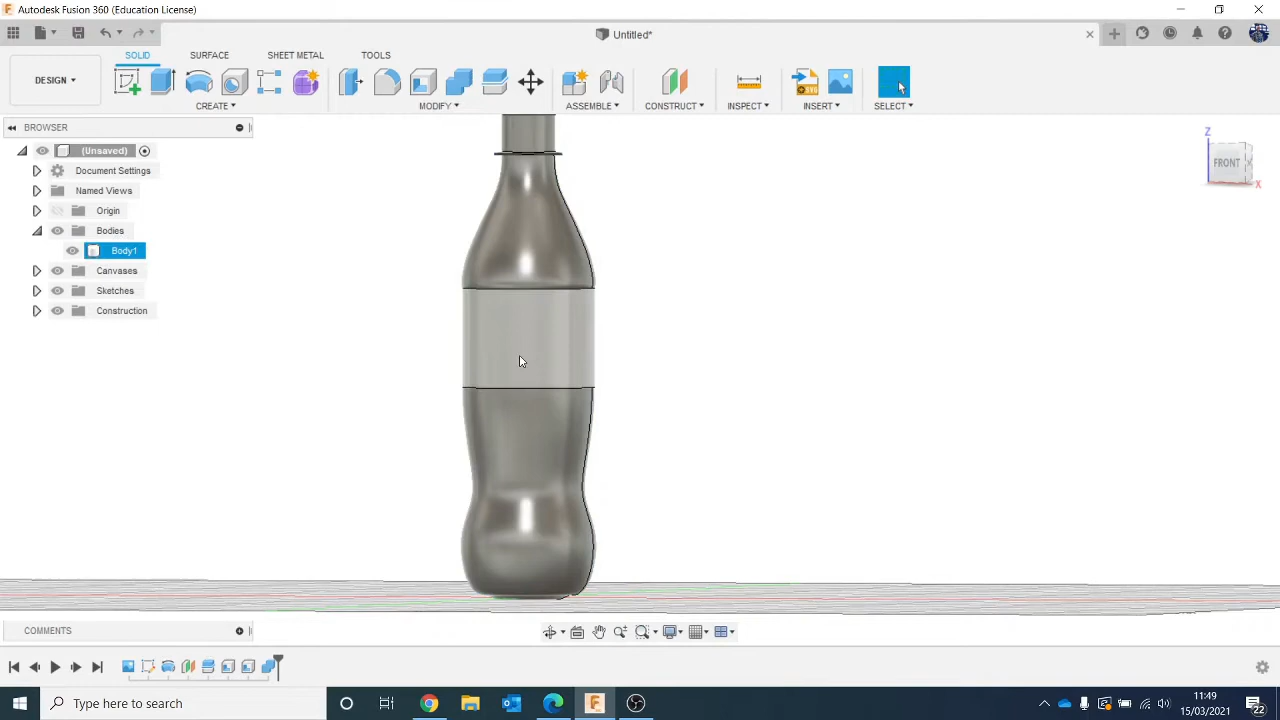 Autodesk Fusion 360 (Education License)
Untitled*
DESIGN
SOLID
SURFACE
SHEET METAL
TOOLS
CREATE
MODIFY
ASSEMBLE
CONSTRUCT
INSPECT
INSERT
SELECT
BROWSER
(Unsaved)
Document Settings
Named Views
Origin
Bodies
Body1
Canvases
Sketches
Construction
Z
FRONT
X
COMMENTS
Type here to search
11:49
15/03/2021
22